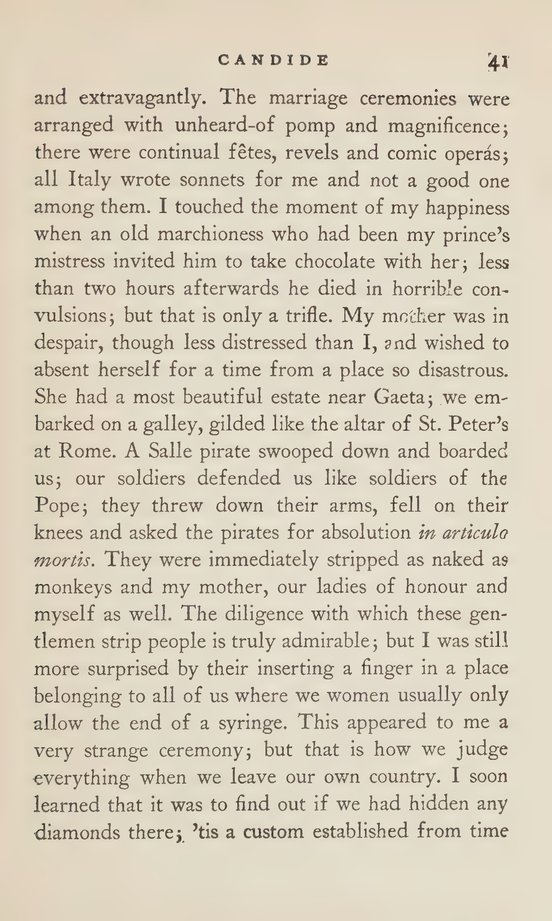 CANDIDE 41
and extravagantly. The marriage ceremonies were
arranged with unheard-of pomp and magnificence;
there were continual fêtes, revels and comic operás;
all Italy wrote sonnets for me and not a good one
among them. I touched the moment of my happiness
when an old marchioness who had been my prince's
mistress invited him to take chocolate with her; less
than two hours afterwards he died in horrible con-
vulsions; but that is only a trifle. My mother was in
despair, though less distressed than I, and wished to
absent herself for a time from a place so disastrous.
She had a most beautiful estate near Gaeta; we em-
barked on a galley, gilded like the altar of St. Peter's
at Rome. A Salle pirate swooped down and boarded
us; our soldiers defended us like soldiers of the
Pope; they threw down their arms, fell on their
knees and asked the pirates for absolution in articulo
mortis. They were immediately stripped as naked as
monkeys and my mother, our ladies of honour and
myself as well. The diligence with which these gen-
tlemen strip people is truly admirable; but I was still
more surprised by their inserting a finger in a place
belonging to all of us where we women usually only
allow the end of a syringe. This appeared to me a
very strange ceremony; but that is how we judge
everything when we leave our own country. I soon
learned that it was to find out if we had hidden any
diamonds there; 'tis a custom established from time